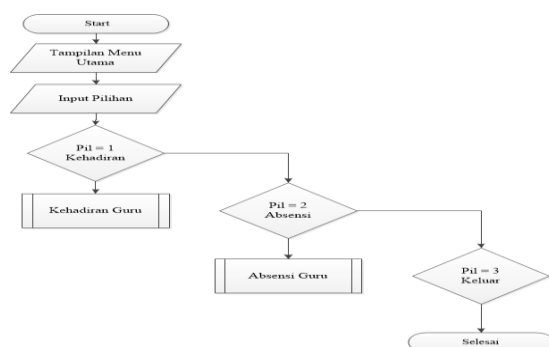 Start
Tampilan Menu
Utama
Input Pilihan
Pil = 1
Kehadiran
Kehadiran Guru
Pil = 2
Absensi
Absensi Guru
Pil = 3
Keluar
Selesai